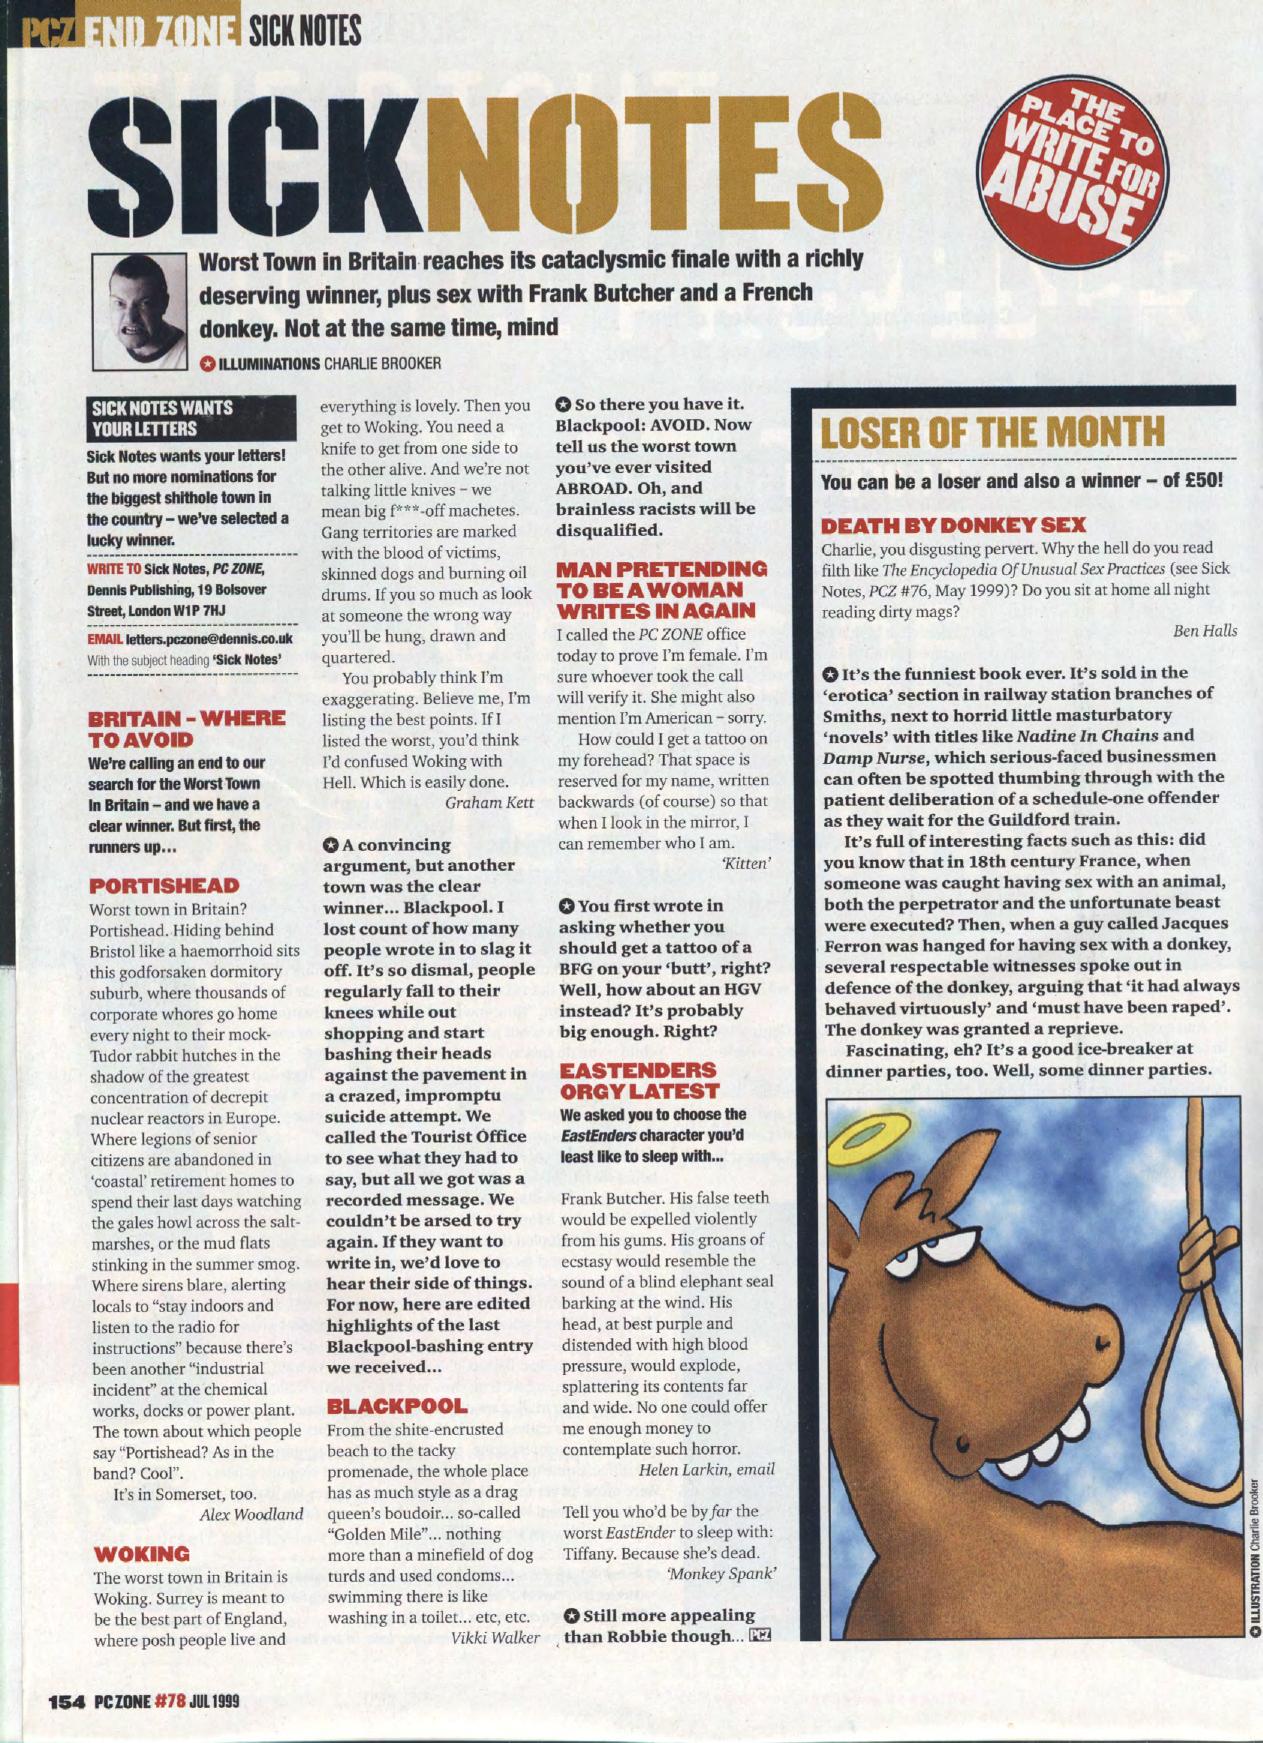 PCZ END ZONE SICK NOTES
SICKNOTES
THE
PLACE TO
WRITE FOR
ABUSE
Worst Town in Britain reaches its cataclysmic finale with a richly
deserving winner, plus sex with Frank Butcher and a French
donkey. Not at the same time, mind
ILLUMINATIONS CHARLIE BROOKER
SICK NOTES WANTS
YOUR LETTERS
Sick Notes wants your letters!
But no more nominations for
the biggest shithole town in
the country – we've selected a
lucky winner.
WRITE TO Sick Notes, PC ZONE,
Dennis Publishing, 19 Bolsover
Street, London W1P 7HJ
EMAIL letters.pczone@dennis.co.uk
With the subject heading 'Sick Notes'
BRITAIN – WHERE
TO AVOID
We're calling an end to our
search for the Worst Town
In Britain – and we have a
clear winner. But first, the
runners up...
PORTISHEAD
Worst town in Britain?
Portishead. Hiding behind
Bristol like a haemorrhoid sits
this godforsaken dormitory
suburb, where thousands of
corporate whores go home
every night to their mock-
Tudor rabbit hutches in the
shadow of the greatest
concentration of decrepit
nuclear reactors in Europe.
Where legions of senior
citizens are abandoned in
'coastal' retirement homes to
spend their last days watching
the gales howl across the salt-
marshes, or the mud flats
stinking in the summer smog.
Where sirens blare, alerting
locals to "stay indoors and
listen to the radio for
instructions" because there's
been another "industrial
incident" at the chemical
works, docks or power plant.
The town about which people
say "Portishead? As in the
band? Cool".
It's in Somerset, too.
Alex Woodland
WOKING
The worst town in Britain is
Woking. Surrey is meant to
be the best part of England,
where posh people live and
everything is lovely. Then you
get to Woking. You need a
knife to get from one side to
the other alive. And we're not
talking little knives – we
mean big f***-off machetes.
Gang territories are marked
with the blood of victims,
skinned dogs and burning oil
drums. If you so much as look
at someone the wrong way
you'll be hung, drawn and
quartered.
You probably think I'm
exaggerating. Believe me, I'm
listing the best points. If I
listed the worst, you'd think
I'd confused Woking with
Hell. Which is easily done.
Graham Kett
A convincing
argument, but another
town was the clear
winner... Blackpool. I
lost count of how many
people wrote in to slag it
off. It's so dismal, people
regularly fall to their
knees while out
shopping and start
bashing their heads
against the pavement in
a crazed, impromptu
suicide attempt. We
called the Tourist Office
to see what they had to
say, but all we got was a
recorded message. We
couldn't be arsed to try
again. If they want to
write in, we'd love to
hear their side of things.
For now, here are edited
highlights of the last
Blackpool-bashing entry
we received...
BLACKPOOL
From the shite-encrusted
beach to the tacky
promenade, the whole place
has as much style as a drag
queen's boudoir... so-called
"Golden Mile"... nothing
more than a minefield of dog
turds and used condoms...
swimming there is like
washing in a toilet... etc, etc.
Vikki Walker
So there you have it.
Blackpool: AVOID. Now
tell us the worst town
you've ever visited
ABROAD. Oh, and
brainless racists will be
disqualified.
MAN PRETENDING
TO BE A WOMAN
WRITES IN AGAIN
I called the PC ZONE office
today to prove I'm female. I'm
sure whoever took the call
will verify it. She might also
mention I'm American – sorry.
How could I get a tattoo on
my forehead? That space is
reserved for my name, written
backwards (of course) so that
when I look in the mirror, I
can remember who I am.
'Kitten'
You first wrote in
asking whether you
should get a tattoo of a
BFG on your 'butt', right?
Well, how about an HGV
instead? It's probably
big enough. Right?
EASTENDERS
ORGY LATEST
We asked you to choose the
EastEnders character you'd
least like to sleep with...
Frank Butcher. His false teeth
would be expelled violently
from his gums. His groans of
ecstasy would resemble the
sound of a blind elephant seal
barking at the wind. His
head, at best purple and
distended with high blood
pressure, would explode,
splattering its contents far
and wide. No one could offer
me enough money to
contemplate such horror.
Helen Larkin, email
Tell you who'd be by far the
worst EastEnder to sleep with:
Tiffany. Because she's dead.
'Monkey Spank'
Still more appealing
than Robbie though... PCZ
LOSER OF THE MONTH
You can be a loser and also a winner – of £50!
DEATH BY DONKEY SEX
Charlie, you disgusting pervert. Why the hell do you read
filth like The Encyclopedia Of Unusual Sex Practices (see Sick
Notes, PCZ #76, May 1999)? Do you sit at home all night
reading dirty mags?
Ben Halls
It's the funniest book ever. It's sold in the
'erotica' section in railway station branches of
Smiths, next to horrid little masturbatory
'novels' with titles like Nadine In Chains and
Damp Nurse, which serious-faced businessmen
can often be spotted thumbing through with the
patient deliberation of a schedule-one offender
as they wait for the Guildford train.
It's full of interesting facts such as this: did
you know that in 18th century France, when
someone was caught having sex with an animal,
both the perpetrator and the unfortunate beast
were executed? Then, when a guy called Jacques
Ferron was hanged for having sex with a donkey,
several respectable witnesses spoke out in
defence of the donkey, arguing that 'it had always
behaved virtuously' and 'must have been raped'.
The donkey was granted a reprieve.
Fascinating, eh? It's a good ice-breaker at
dinner parties, too. Well, some dinner parties.
ILLUSTRATION Charlie Brooker
154 PC ZONE #78 JUL 1999